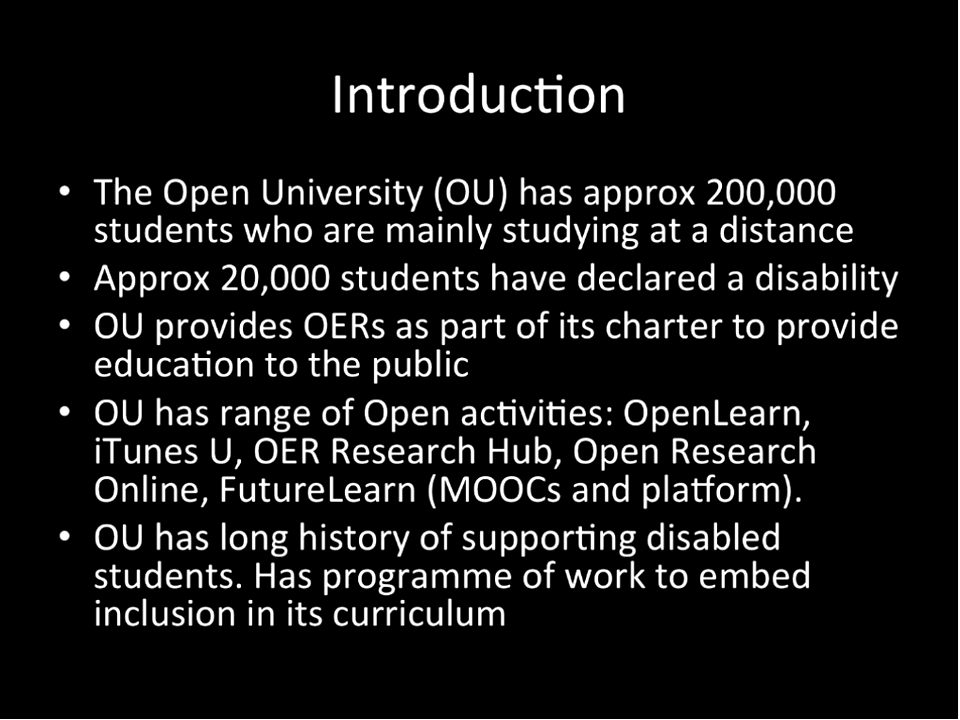 Introduction
• The Open University (OU) has approx 200,000
students who are mainly studying at a distance
• Approx 20,000 students have declared a disability
• OU provides OERs as part of its charter to provide
education to the public
• OU has range of Open activities: OpenLearn,
iTunes U, OER Research Hub, Open Research
Online, FutureLearn (MOOCs and platform).
• OU has long history of supporting disabled
students. Has programme of work to embed
inclusion in its curriculum